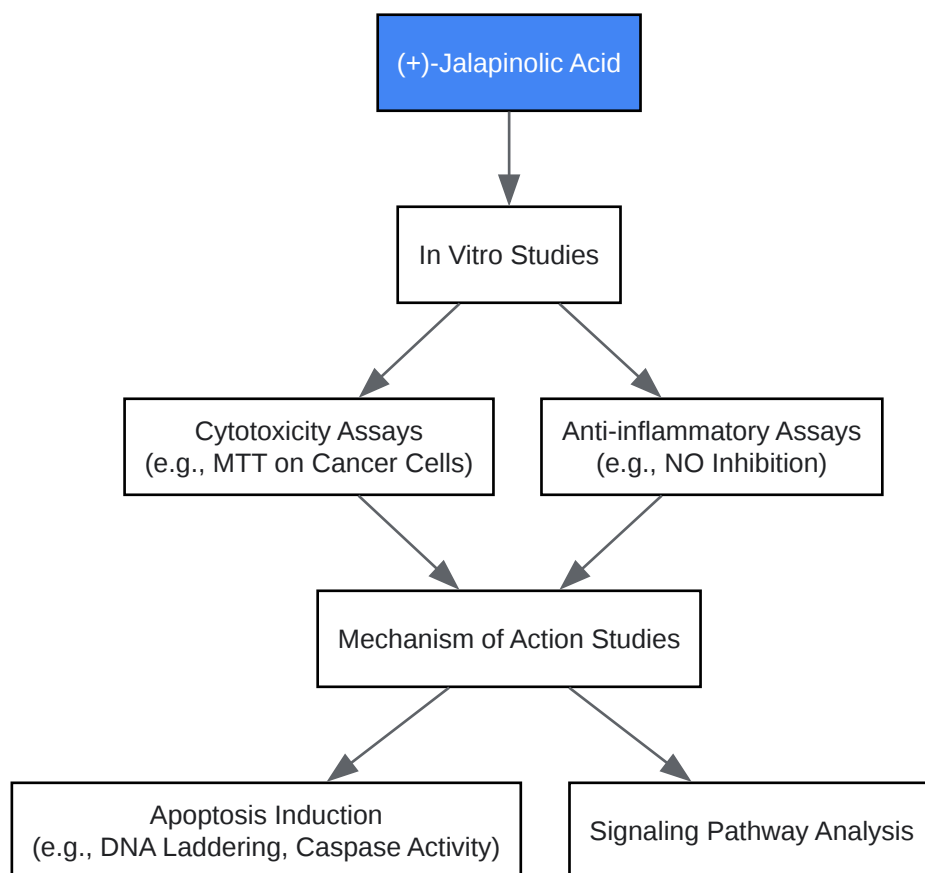 (+)-Jalapinolic Acid
In Vitro Studies
Cytotoxicity Assays
(e.g., MTT on Cancer Cells)
Anti-inflammatory Assays
(e.g., NO Inhibition)
Mechanism of Action Studies
Apoptosis Induction
(e.g., DNA Laddering, Caspase Activity)
Signaling Pathway Analysis